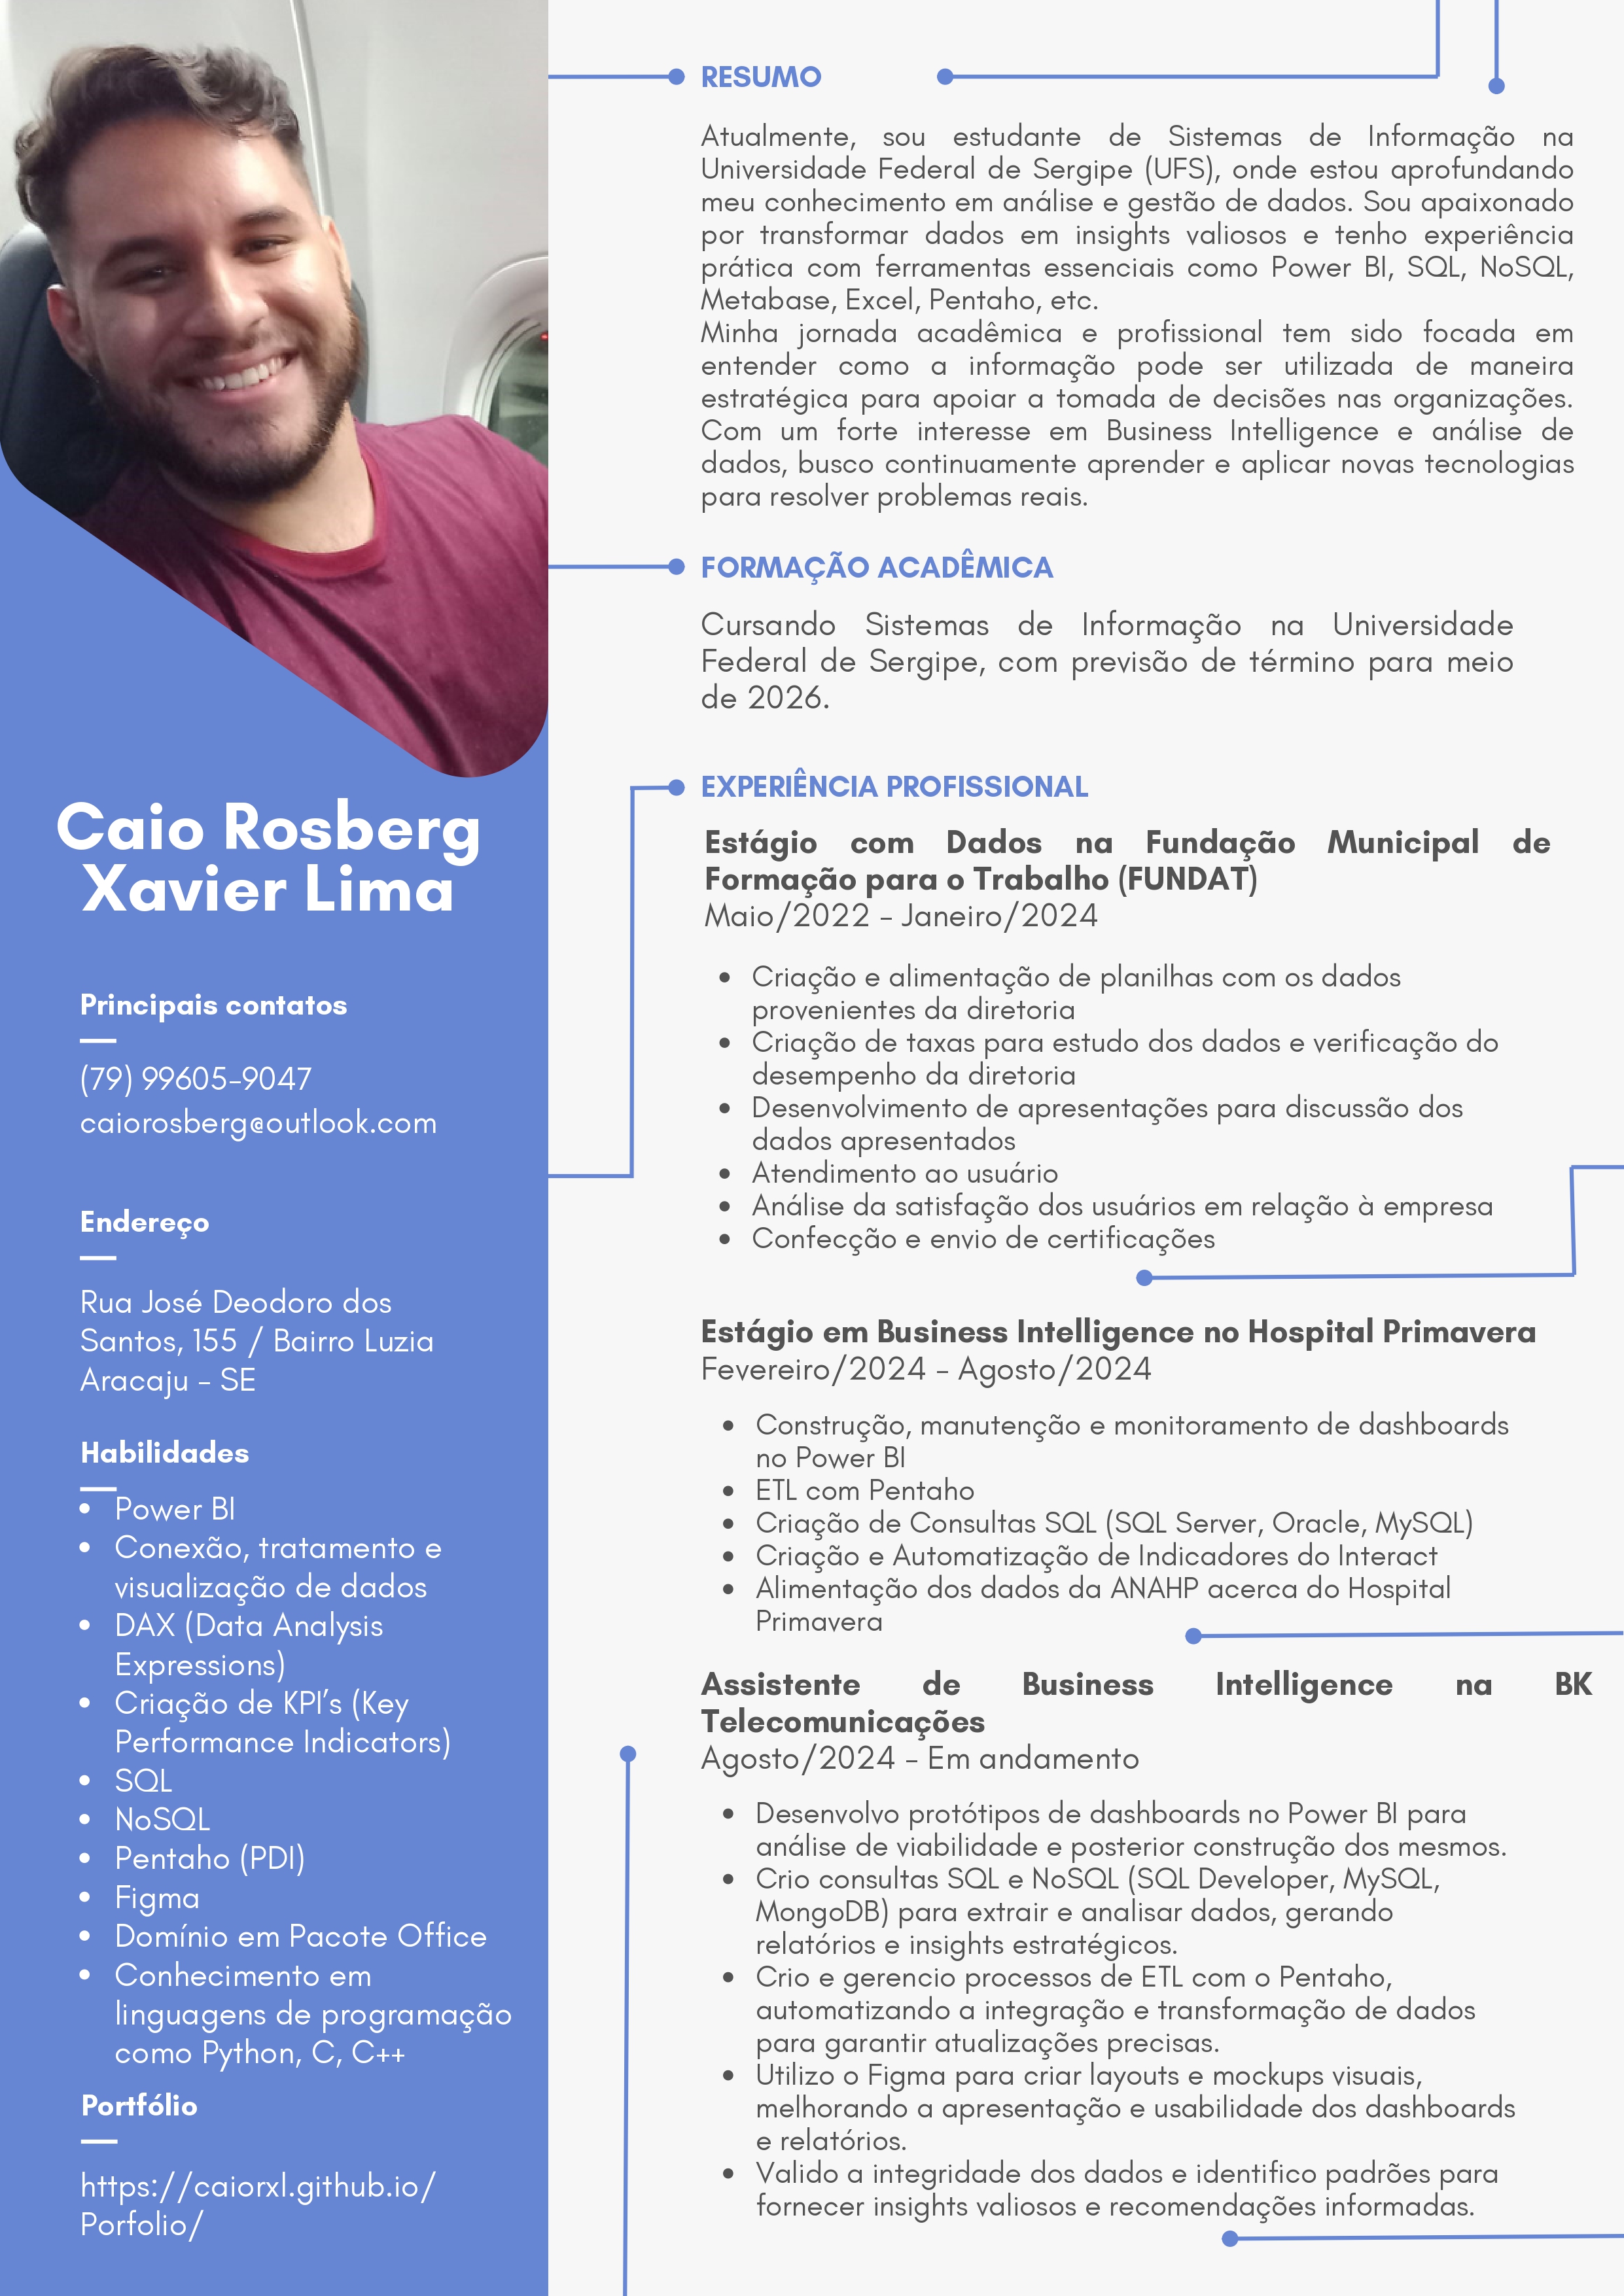 Caio Rosberg
Xavier Lima
Principais contatos
(79) 99605-9047
caiorosberg@outlook.com
Endereço
Rua José Deodoro dos
Santos, 155 / Bairro Luzia
Aracaju - SE
Habilidades
• Power BI
• Conexão, tratamento e
visualização de dados
• DAX (Data Analysis
Expressions)
• Criação de KPI's (Key
Performance Indicators)
• SQL
• NoSQL
• Pentaho (PDI)
• Figma
• Domínio em Pacote Office
• Conhecimento em
linguagens de programação
como Python, C, C++
Portfólio
https://caiorxl.github.io/
Porfolio/
RESUMO
Atualmente, sou estudante de Sistemas de Informação na
Universidade Federal de Sergipe (UFS), onde estou aprofundando
meu conhecimento em análise e gestão de dados. Sou apaixonado
por transformar dados em insights valiosos e tenho experiência
prática com ferramentas essenciais como Power BI, SQL, NoSQL,
Metabase, Excel, Pentaho, etc.
Minha jornada acadêmica e profissional tem sido focada em
entender como a informação pode ser utilizada de maneira
estratégica para apoiar a tomada de decisões nas organizações.
Com um forte interesse em Business Intelligence e análise de
dados, busco continuamente aprender e aplicar novas tecnologias
para resolver problemas reais.
FORMAÇÃO ACADÊMICA
Cursando Sistemas de Informação na Universidade
Federal de Sergipe, com previsão de término para meio
de 2026.
EXPERIÊNCIA PROFISSIONAL
Estágio com Dados na Fundação Municipal de
Formação para o Trabalho (FUNDAT)
Maio/2022 - Janeiro/2024
• Criação e alimentação de planilhas com os dados
provenientes da diretoria
• Criação de taxas para estudo dos dados e verificação do
desempenho da diretoria
• Desenvolvimento de apresentações para discussão dos
dados apresentados
• Atendimento ao usuário
• Análise da satisfação dos usuários em relação à empresa
• Confecção e envio de certificações
Estágio em Business Intelligence no Hospital Primavera
Fevereiro/2024 - Agosto/2024
• Construção, manutenção e monitoramento de dashboards
no Power BI
• ETL com Pentaho
• Criação de Consultas SQL (SQL Server, Oracle, MySQL)
• Criação e Automatização de Indicadores do Interact
• Alimentação dos dados da ANAHP acerca do Hospital
Primavera
Assistente de Business Intelligence na BK
Telecomunicações
Agosto/2024 - Em andamento
• Desenvolvo protótipos de dashboards no Power BI para
análise de viabilidade e posterior construção dos mesmos.
• Crio consultas SQL e NoSQL (SQL Developer, MySQL,
MongoDB) para extrair e analisar dados, gerando
relatórios e insights estratégicos.
• Crio e gerencio processos de ETL com o Pentaho,
automatizando a integração e transformação de dados
para garantir atualizações precisas.
• Utilizo o Figma para criar layouts e mockups visuais,
melhorando a apresentação e usabilidade dos dashboards
e relatórios.
• Valido a integridade dos dados e identifico padrões para
fornecer insights valiosos e recomendações informadas.